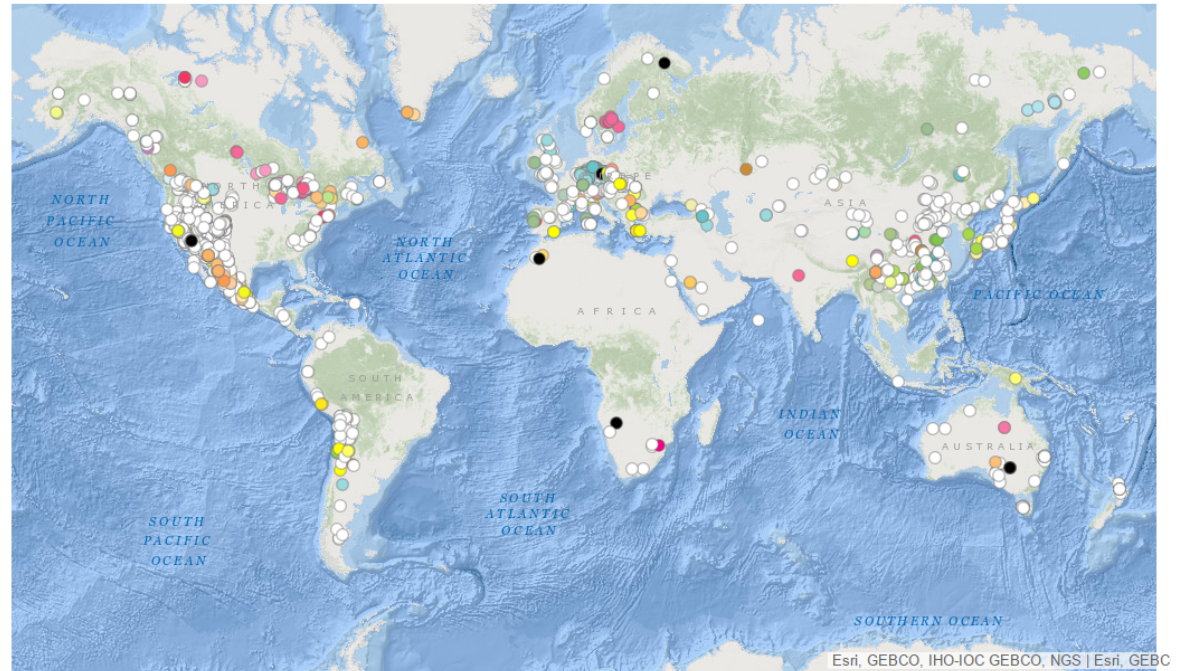 NORTH
PACIFIC
OCEAN
NORTH
ATLANTIC
OCEAN
ASIA
AFRICA
PACIFIC OCEAN
SOUTH
AMERICA
INDIAN
OCEAN
AUSTRALIA
SOUTH
ATLANTIC
OCEAN
SOUTH
PACIFIC
OCEAN
SOUTHERN OCEAN
Esri, GEBCO, IHO-IOC GEBCO, NGS | Esri, GEBC